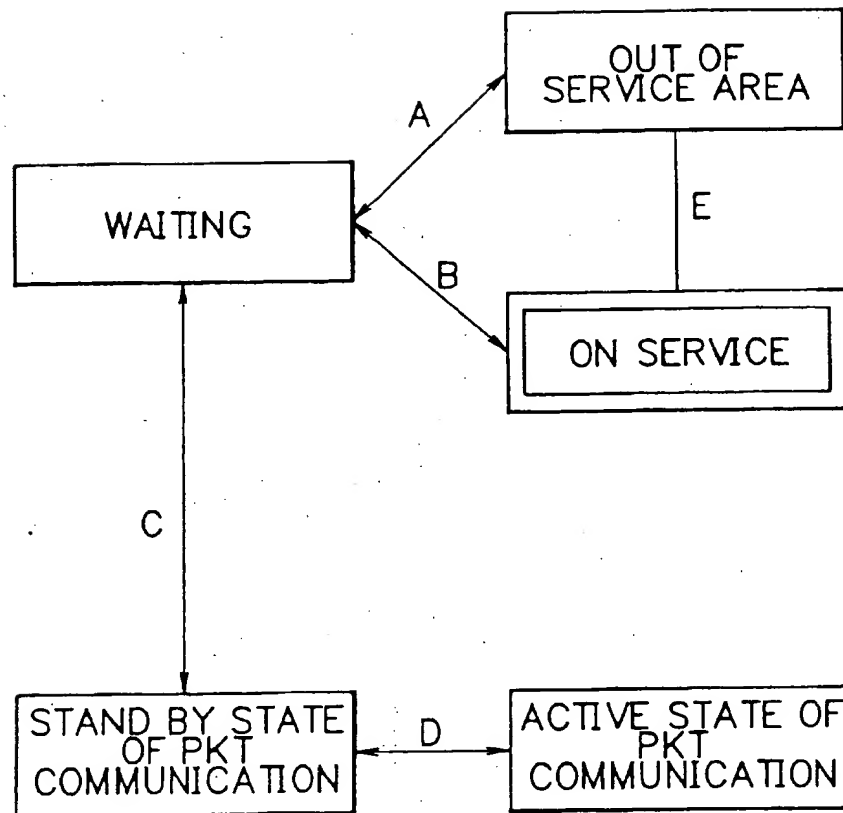 OUT OF
SERVICE AREA
A
WAITING
E
B
ON SERVICE
C
STAND BY STATE
OF PKT
COMMUNICATION
D
ACTIVE STATE OF
PKT
COMMUNICATION